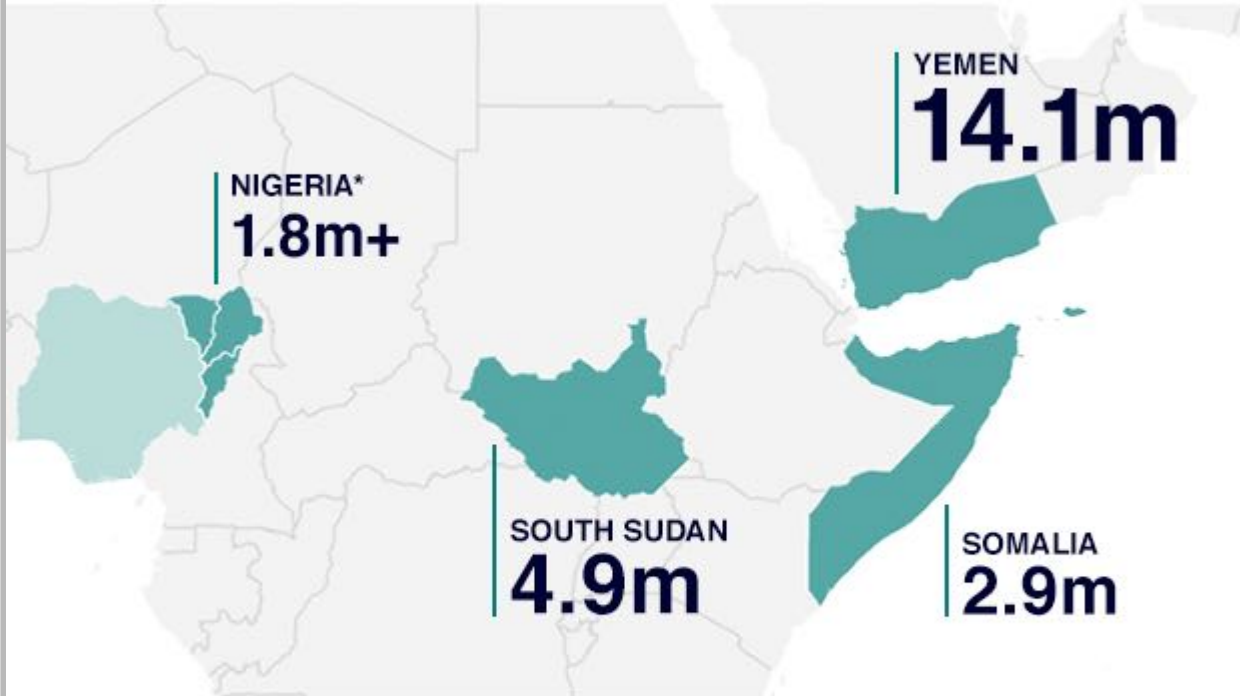 YEMEN
14.1m
NIGERIA*
1.8m+
SOUTH SUDAN
4.9m
SOMALIA
2.9m